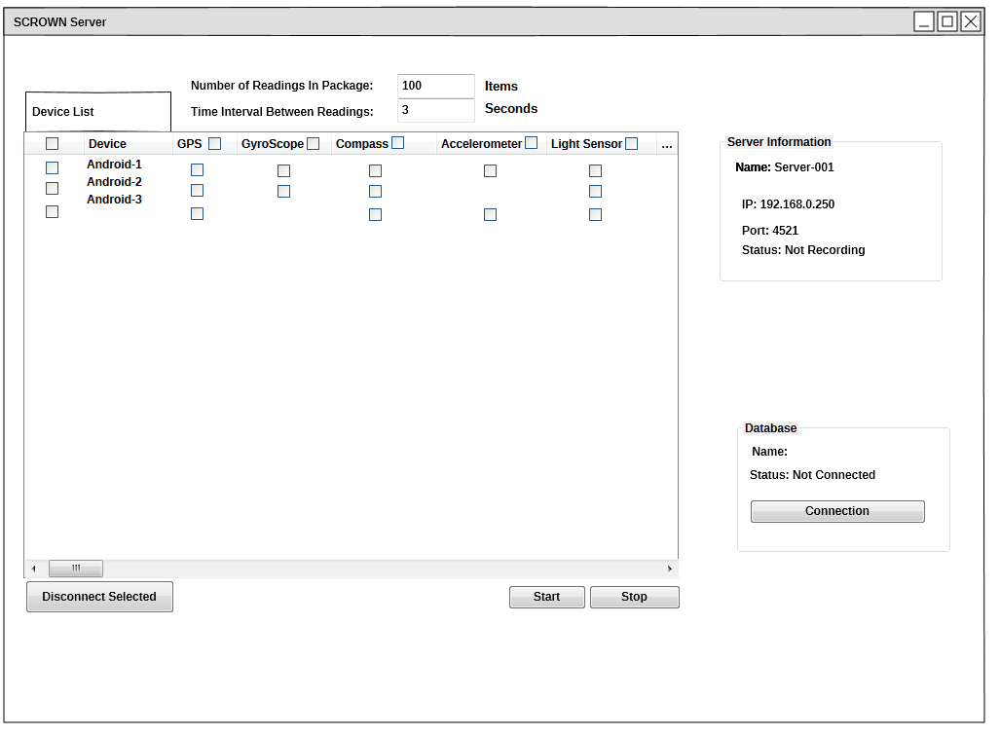 SCROWN Server
Number of Readings In Package: 100 Items
Time Interval Between Readings: 3 Seconds
Device List
Device GPS GyroScope Compass Accelerometer Light Sensor ...
Android-1
Android-2
Android-3
Server Information
Name: Server-001
IP: 192.168.0.250
Port: 4521
Status: Not Recording
Database
Name:
Status: Not Connected
Connection
Disconnect Selected Start Stop